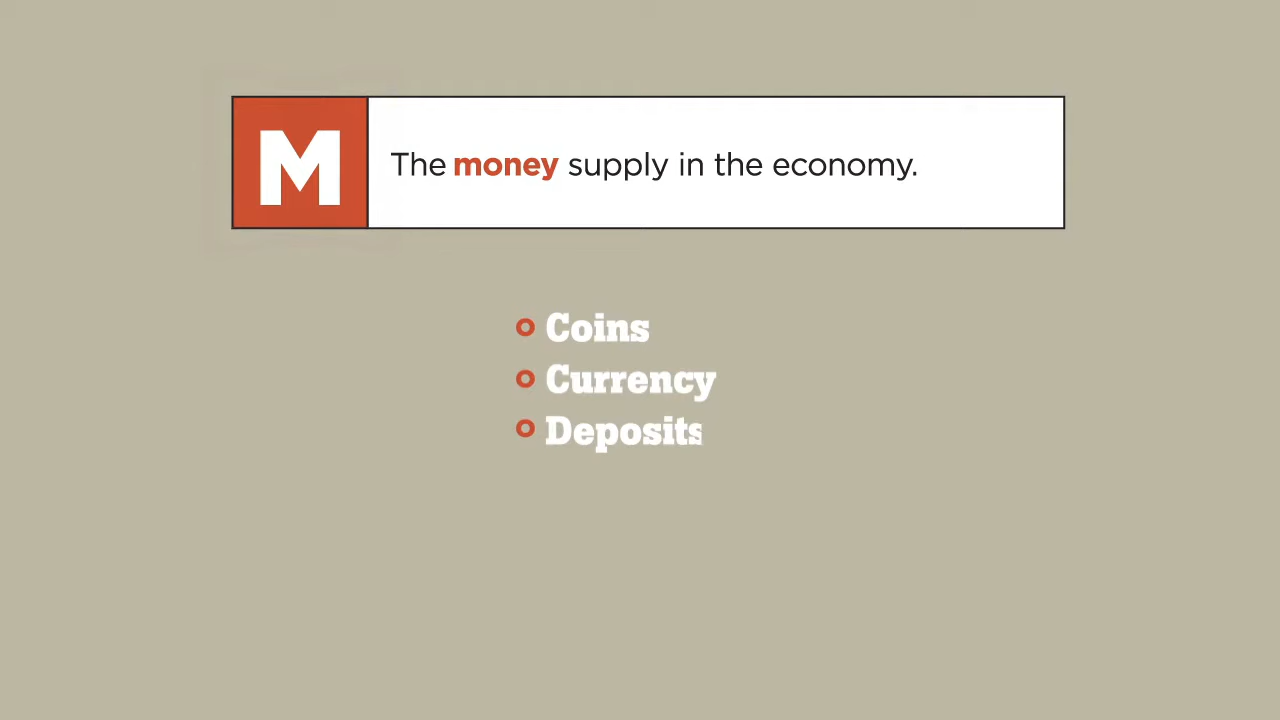 M
The money supply in the economy.
Coins
Currency
Deposits